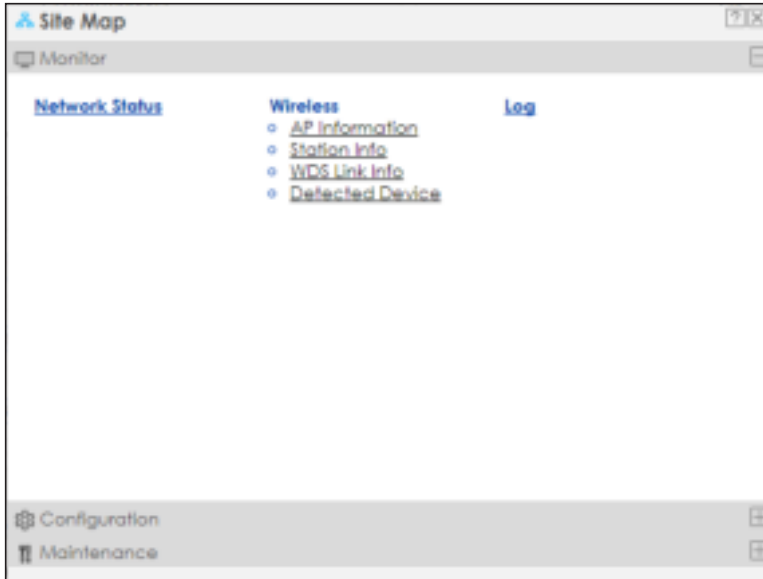 Site Map
Monitor
Network Status
Wireless
AP Information
Station Info
WDS Link Info
Detected Device
Log
Configuration
Maintenance